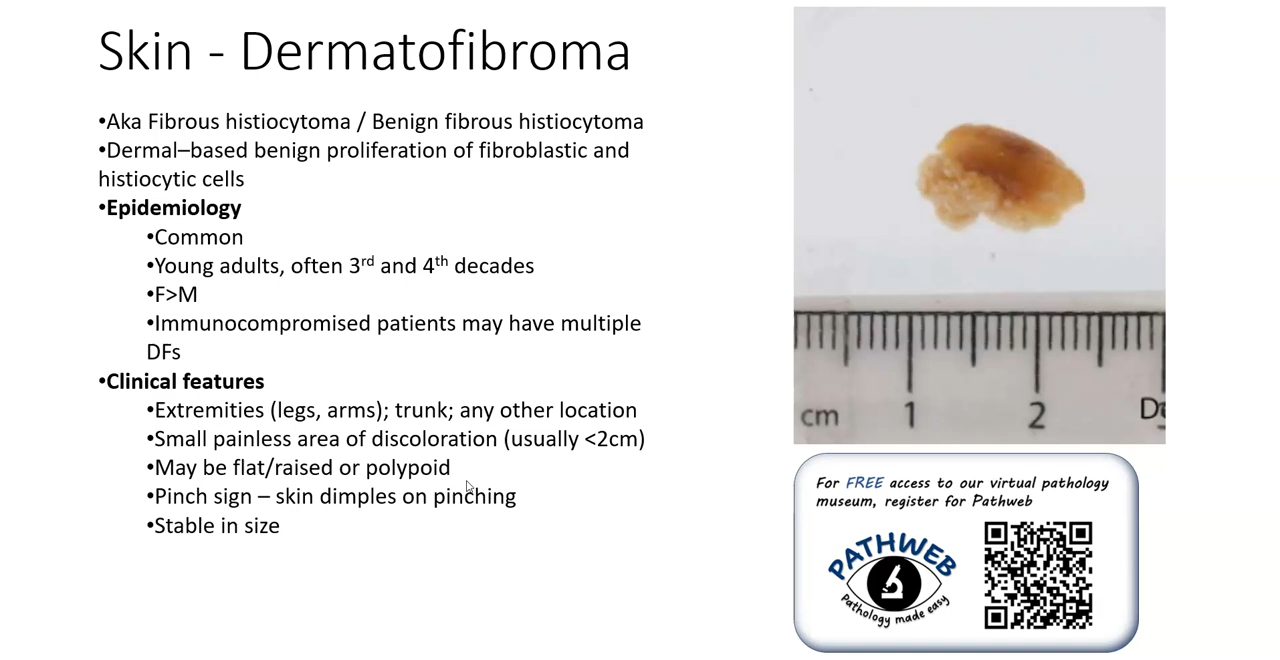 Skin - Dermatofibroma
•Aka Fibrous histiocytoma / Benign fibrous histiocytoma
•Dermal–based benign proliferation of fibroblastic and
histiocytic cells
•Epidemiology
•Common
•Young adults, often 3rd and 4th decades
•F>M
•Immunocompromised patients may have multiple
DFs
•Clinical features
•Extremities (legs, arms); trunk; any other location
•Small painless area of discoloration (usually <2cm)
•May be flat/raised or polypoid
•Pinch sign – skin dimples on pinching
•Stable in size
cm 1 2
For FREE access to our virtual pathology
museum, register for Pathweb
PATHWEB
Pathology made easy